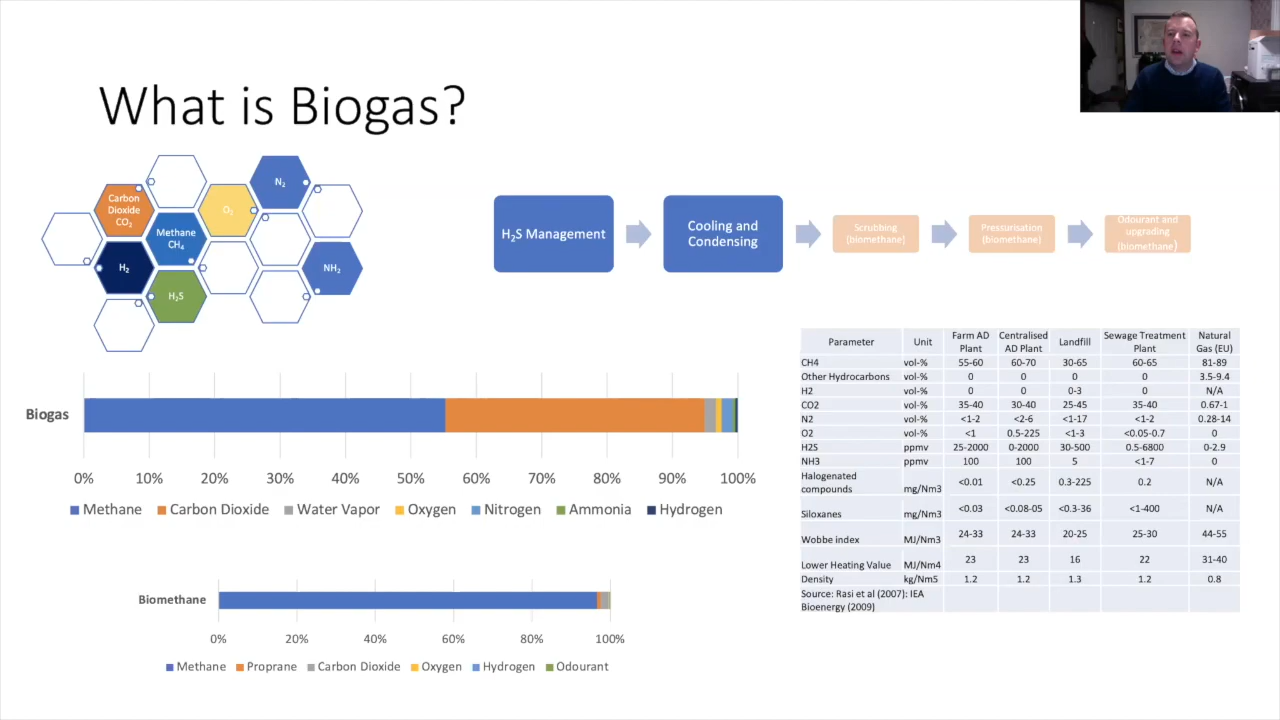 What is Biogas?
Carbon
Dioxide
CO₂
Methane
CH₄
O₂
N₂
H₂
H₂S
NH₂
H₂S Management
Cooling and
Condensing
Scrubbing
(biomethane)
Pressurisation
(biomethane)
Odourant and
upgrading
(biomethane)
Biogas
0% 10% 20% 30% 40% 50% 60% 70% 80% 90% 100%
Methane Carbon Dioxide Water Vapor Oxygen Nitrogen Ammonia Hydrogen
Biomethane
0% 20% 40% 60% 80% 100%
Methane Proprane Carbon Dioxide Oxygen Hydrogen Odourant
Parameter Unit Farm AD Plant Centralised AD Plant Landfill Sewage Treatment Plant Natural Gas (EU)
CH4 vol-% 55-60 60-70 30-65 60-65 81-89
Other Hydrocarbons vol-% 0 0 0 0 3.5-9.4
H2 vol-% 0 0 0-3 0 N/A
CO2 vol-% 35-40 30-40 25-45 35-40 0.67-1
N2 vol-% <1-2 <2-6 <1-17 <1-2 0.28-14
O2 vol-% <1 0.5-225 <1-3 <0.05-0.7 0
H2S ppmv 25-2000 0-2000 30-500 0.5-6800 0-2.9
NH3 ppmv 100 100 5 <1-7 0
Halogenated compounds mg/Nm3 <0.01 <0.25 0.3-225 0.2 N/A
Siloxanes mg/Nm3 <0.03 <0.08-05 <0.3-36 <1-400 N/A
Wobbe index MJ/Nm3 24-33 24-33 20-25 25-30 44-55
Lower Heating Value MJ/Nm4 23 23 16 22 31-40
Density kg/Nm5 1.2 1.2 1.3 1.2 0.8
Source: Rasi et al (2007): IEA
Bioenergy (2009)